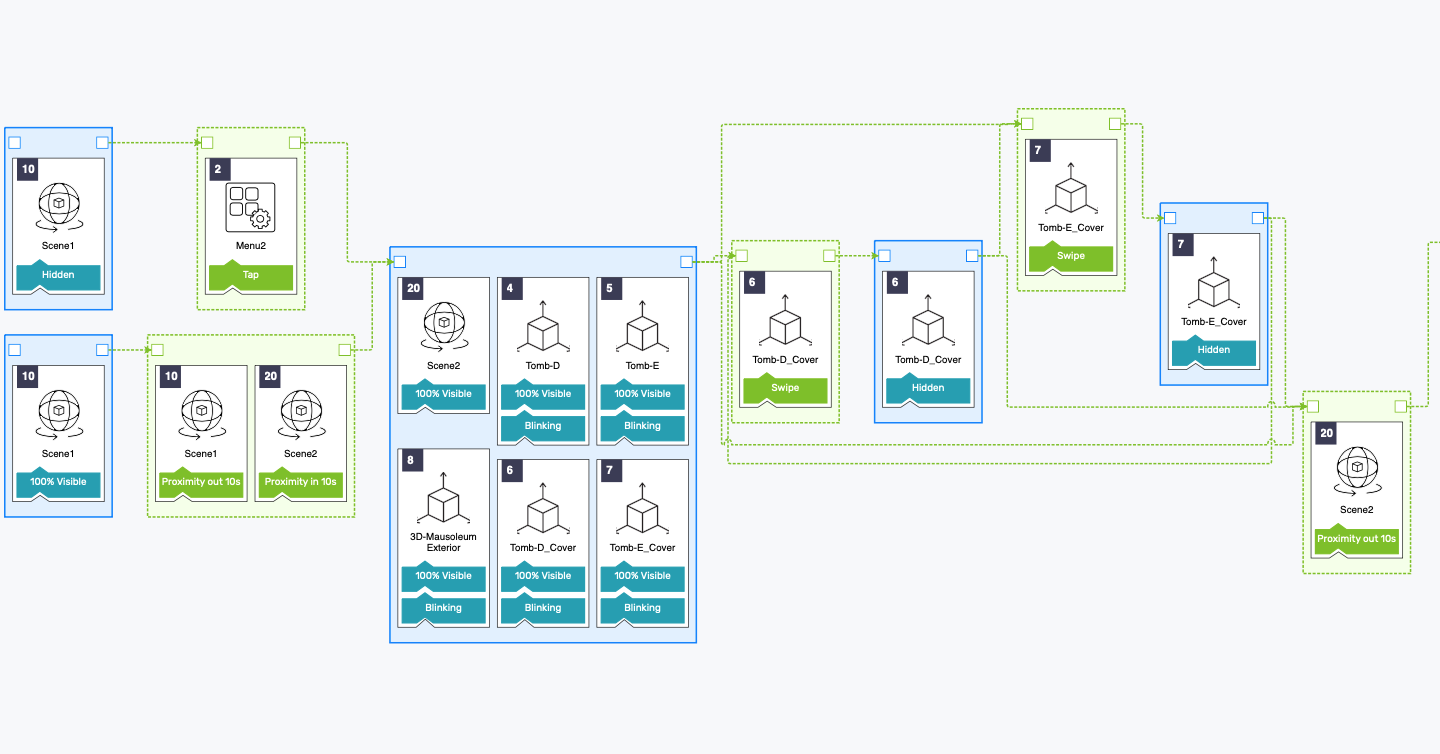 10
Scene1
Hidden
2
Menu2
Tap
10
Scene1
100% Visible
10
Scene1
Proximity out 10s
20
Scene2
Proximity in 10s
20
Scene2
100% Visible
4
Tomb-D
100% Visible
Blinking
5
Tomb-E
100% Visible
Blinking
8
3D-Mausoleum
Exterior
100% Visible
Blinking
6
Tomb-D_Cover
100% Visible
Blinking
7
Tomb-E_Cover
100% Visible
Blinking
6
Tomb-D_Cover
Swipe
6
Tomb-D_Cover
Hidden
7
Tomb-E_Cover
Swipe
7
Tomb-E_Cover
Hidden
20
Scene2
Proximity out 10s